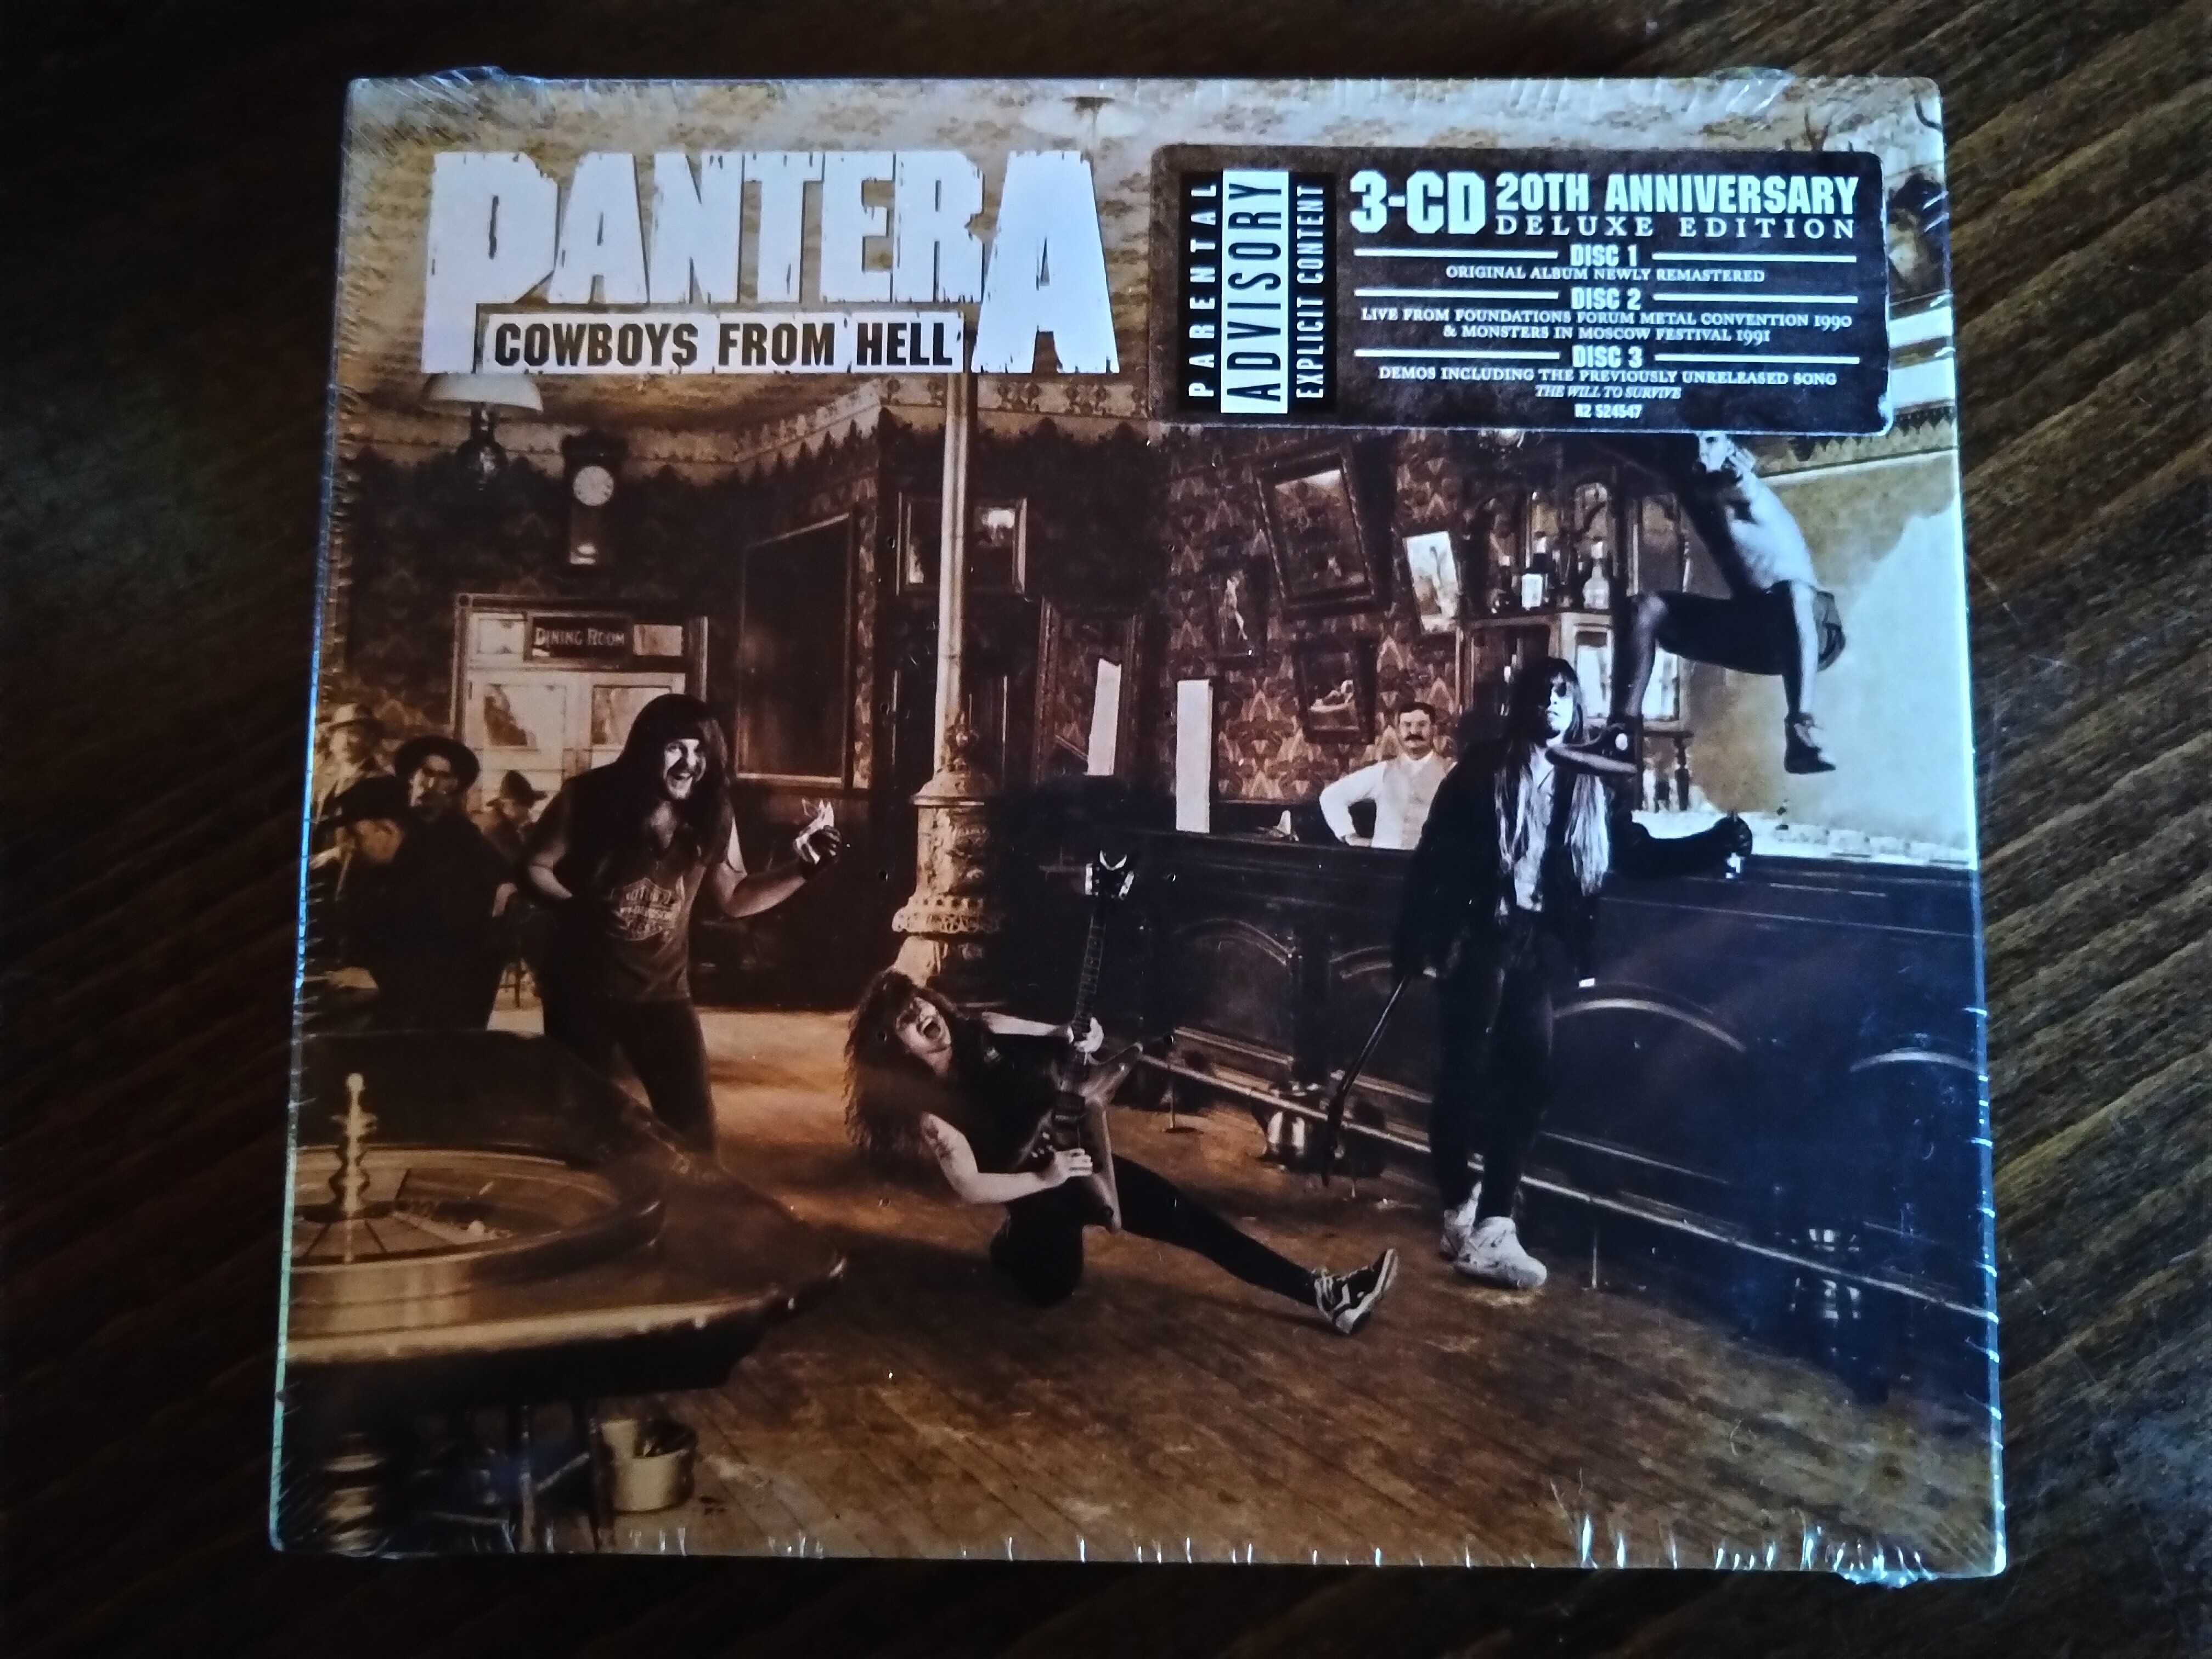 PANTERA
COWBOYS FROM HELL
PARENTAL
ADVISORY
EXPLICIT CONTENT
3-CD 20TH ANNIVERSARY
DELUXE EDITION
DISC 1
ORIGINAL ALBUM NEWLY REMASTERED
DISC 2
LIVE FROM FOUNDATIONS FORUM METAL CONVENTION 1990
& MONSTERS IN MOSCOW FESTIVAL 1991
DISC 3
DEMOS INCLUDING THE PREVIOUSLY UNRELEASED SONG
THE WILL TO SURVIVE
R2 524547
DINING ROOM